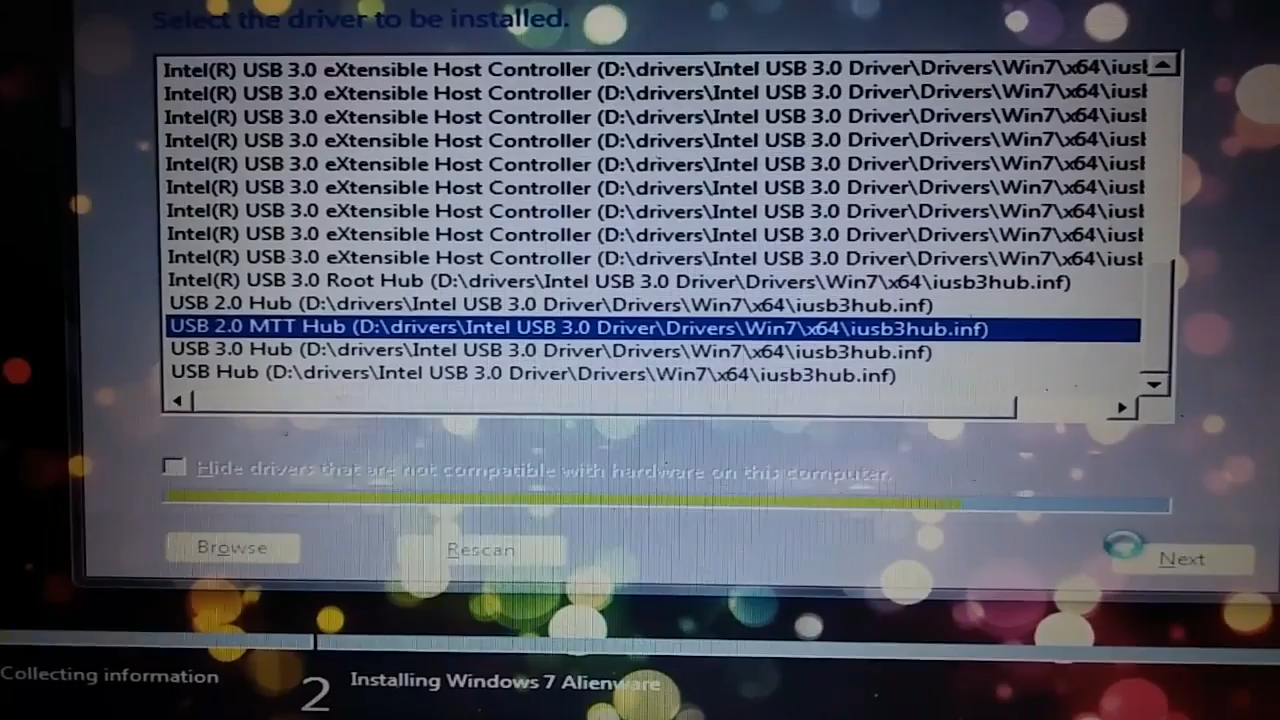 Select the driver to be installed.
Intel(R) USB 3.0 eXtensible Host Controller (D:\drivers\Intel USB 3.0 Driver\Drivers\Win7\x64\iusb
Intel(R) USB 3.0 eXtensible Host Controller (D:\drivers\Intel USB 3.0 Driver\Drivers\Win7\x64\iusb
Intel(R) USB 3.0 eXtensible Host Controller (D:\drivers\Intel USB 3.0 Driver\Drivers\Win7\x64\iusb
Intel(R) USB 3.0 eXtensible Host Controller (D:\drivers\Intel USB 3.0 Driver\Drivers\Win7\x64\iusb
Intel(R) USB 3.0 eXtensible Host Controller (D:\drivers\Intel USB 3.0 Driver\Drivers\Win7\x64\iusb
Intel(R) USB 3.0 eXtensible Host Controller (D:\drivers\Intel USB 3.0 Driver\Drivers\Win7\x64\iusb
Intel(R) USB 3.0 eXtensible Host Controller (D:\drivers\Intel USB 3.0 Driver\Drivers\Win7\x64\iusb
Intel(R) USB 3.0 eXtensible Host Controller (D:\drivers\Intel USB 3.0 Driver\Drivers\Win7\x64\iusb
Intel(R) USB 3.0 eXtensible Host Controller (D:\drivers\Intel USB 3.0 Driver\Drivers\Win7\x64\iusb
Intel(R) USB 3.0 Root Hub (D:\drivers\Intel USB 3.0 Driver\Drivers\Win7\x64\iusb3hub.inf)
USB 2.0 Hub (D:\drivers\Intel USB 3.0 Driver\Drivers\Win7\x64\iusb3hub.inf)
USB 2.0 MTT Hub (D:\drivers\Intel USB 3.0 Driver\Drivers\Win7\x64\iusb3hub.inf)
USB 3.0 Hub (D:\drivers\Intel USB 3.0 Driver\Drivers\Win7\x64\iusb3hub.inf)
USB Hub (D:\drivers\Intel USB 3.0 Driver\Drivers\Win7\x64\iusb3hub.inf)
Hide drivers that are not compatible with hardware on this computer.
Browse
Rescan
Next
Collecting information
2 Installing Windows 7 Alienware